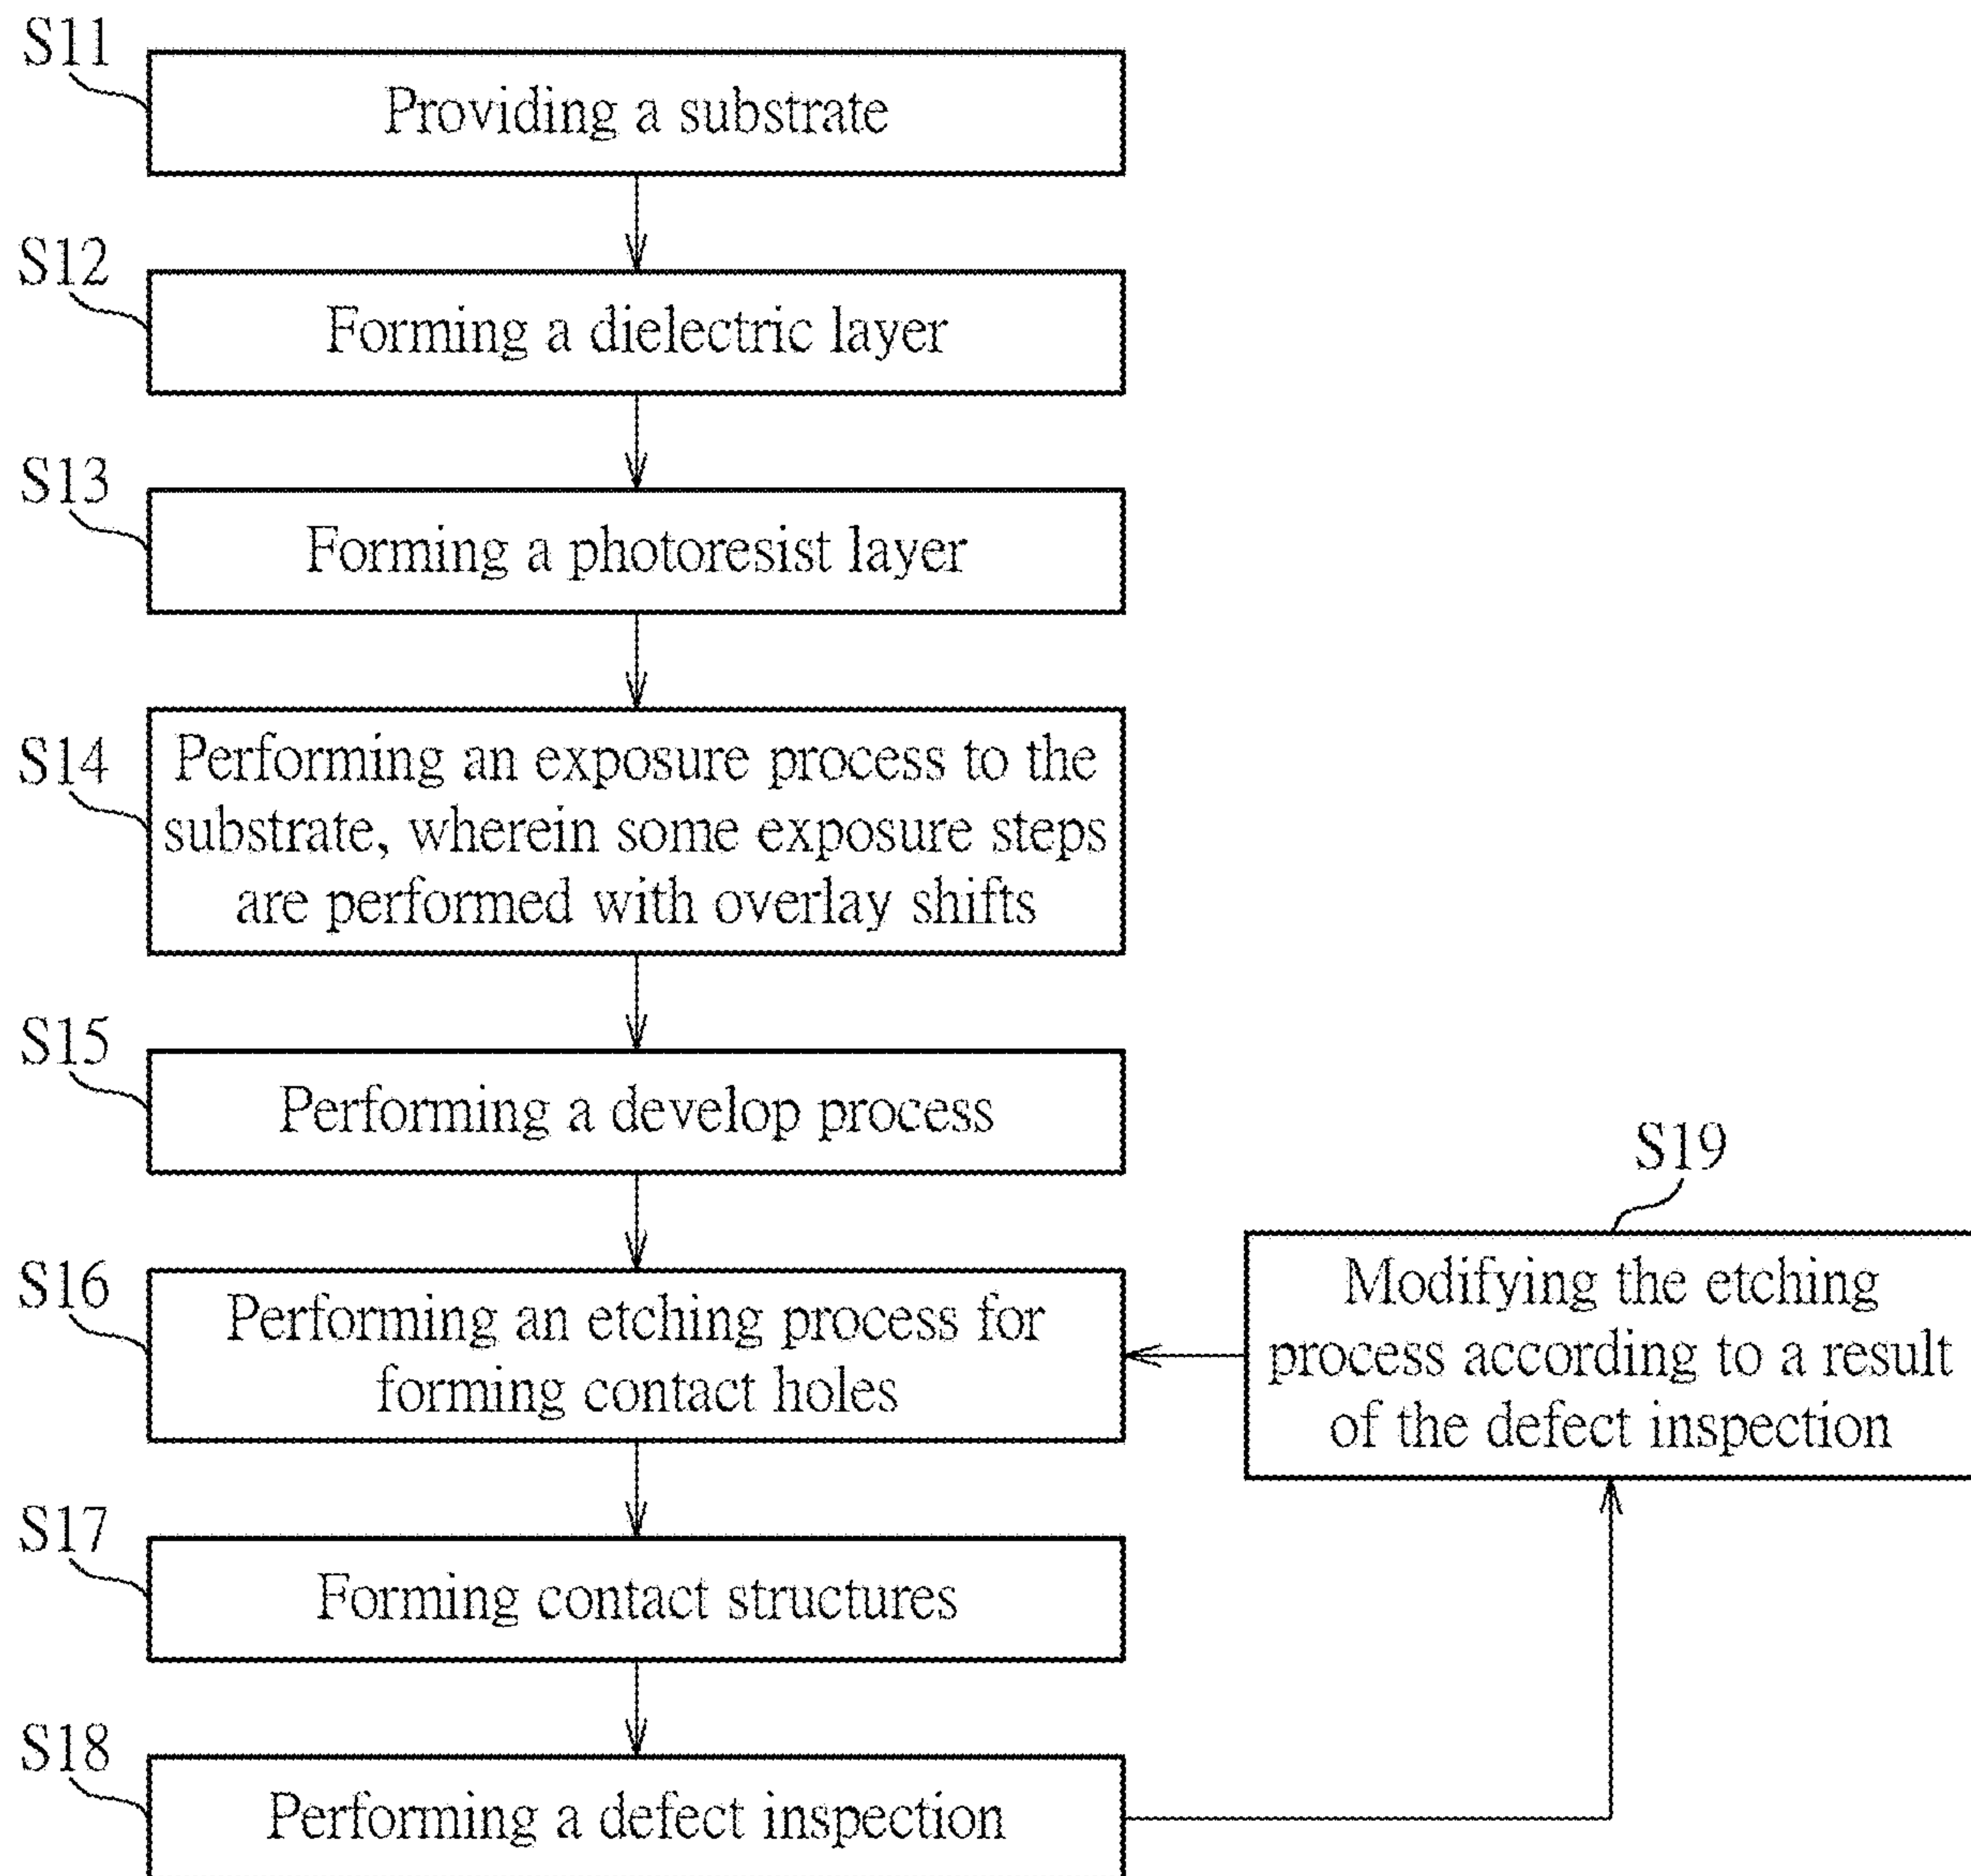 S11
Providing a substrate
S12
Forming a dielectric layer
S13
Forming a photoresist layer
S14
Performing an exposure process to the
substrate, wherein some exposure steps
are performed with overlay shifts
S15
Performing a develop process
S16
Performing an etching process for
forming contact holes
S19
Modifying the etching
process according to a result
of the defect inspection
S17
Forming contact structures
S18
Performing a defect inspection